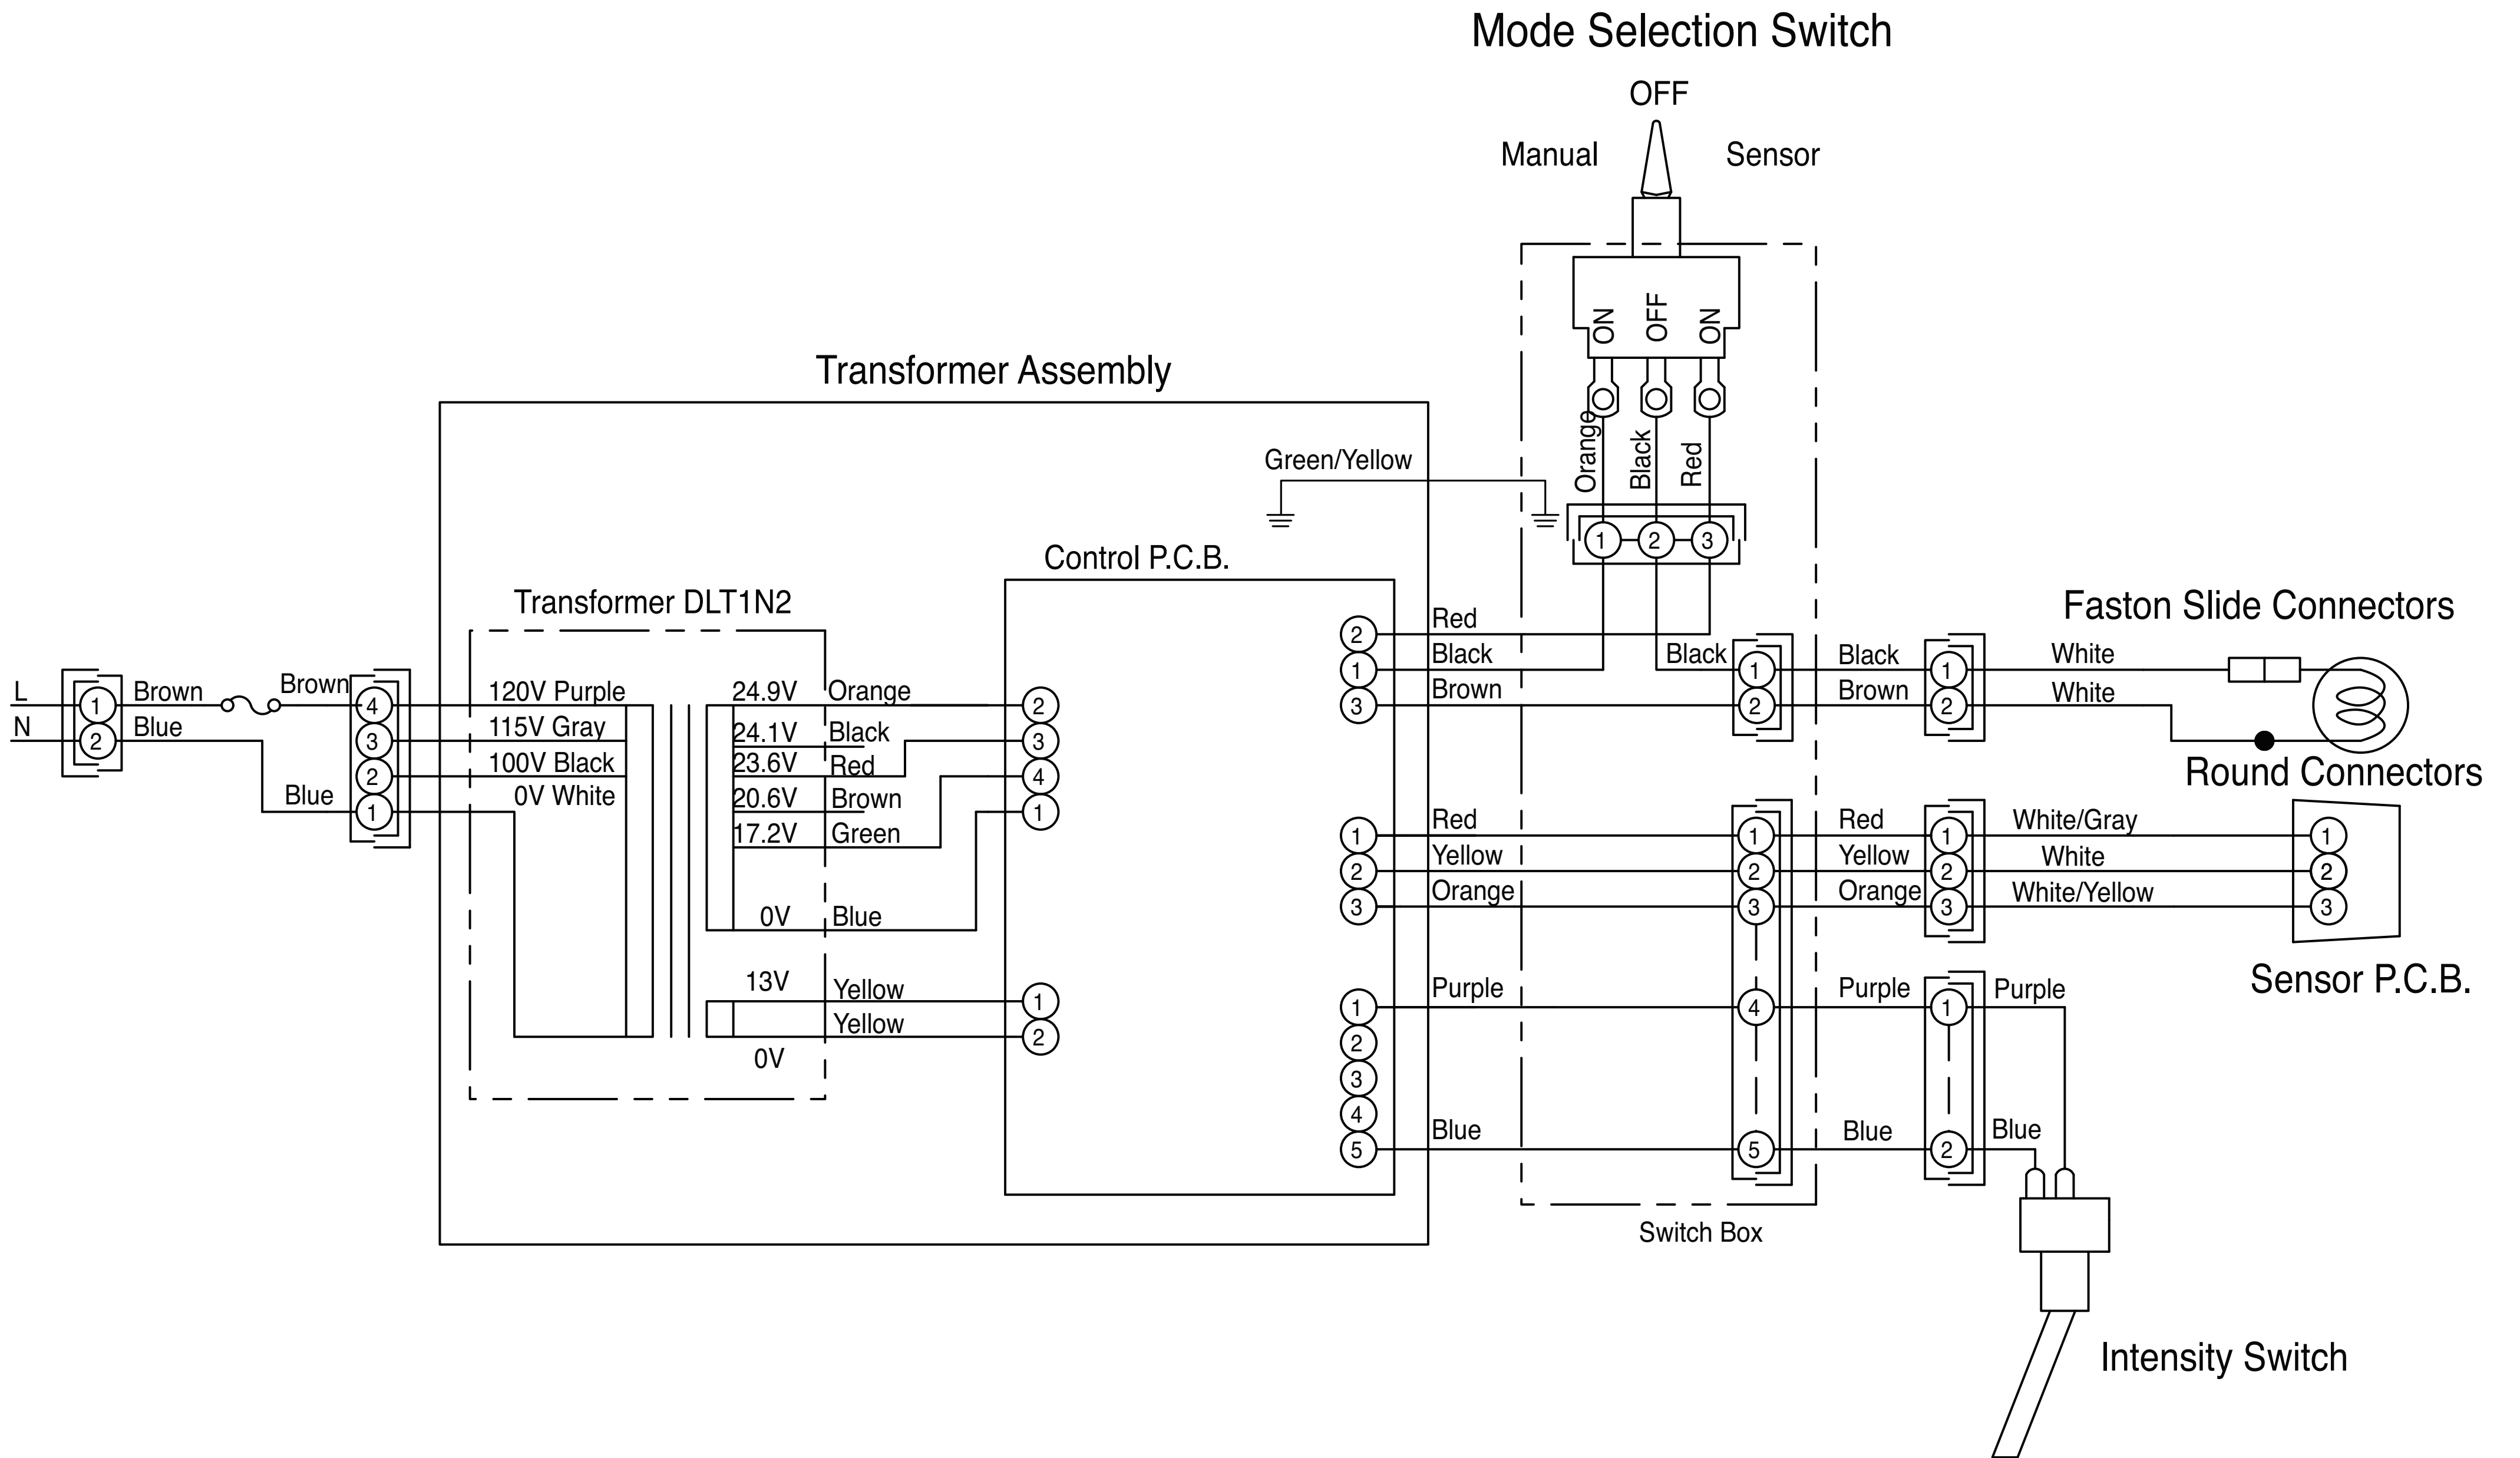 Mode Selection Switch
OFF
Manual
Sensor
ON
OFF
ON
Orange
Black
Red
1
2
3
Transformer Assembly
Green/Yellow
Control P.C.B.
Transformer DLT1N2
L
N
1
2
Brown
Blue
Brown
Blue
4
3
2
1
120V Purple
115V Gray
100V Black
0V White
24.9V Orange
24.1V Black
23.6V Red
20.6V Brown
17.2V Green
0V Blue
13V Yellow
Yellow
0V
2
3
4
1
1
2
2
1
3
Red
Black
Brown
1
2
3
Red
Yellow
Orange
1
2
3
4
5
Purple
Blue
Black
1
2
Black
Brown
1
2
White
White
Faston Slide Connectors
Round Connectors
1
2
3
4
5
Red
Yellow
Orange
Purple
Blue
1
2
3
White/Gray
White
White/Yellow
1
2
3
Sensor P.C.B.
1
2
Purple
Blue
Switch Box
Intensity Switch